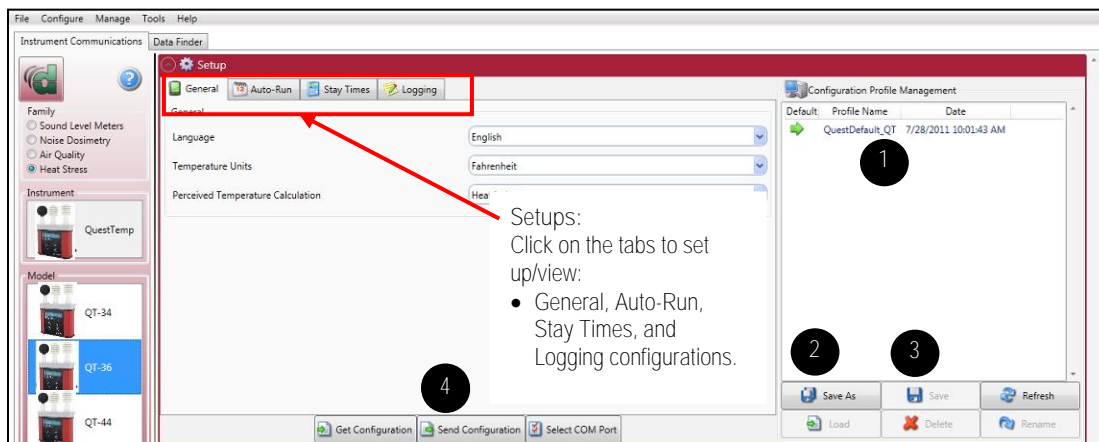 File Configure Manage Tools Help
Instrument Communications Data Finder
Setup
General Auto-Run Stay Times Logging
General
Language English
Temperature Units Fahrenheit
Perceived Temperature Calculation
Setups:
Click on the tabs to set
up/view:
• General, Auto-Run,
Stay Times, and
Logging configurations.
4
Get Configuration Send Configuration Select COM Port
Family
Sound Level Meters
Noise Dosimetry
Air Quality
Heat Stress
Instrument
QuestTemp
Model
QT-34
QT-36
QT-44
Configuration Profile Management
Default Profile Name Date
QuestDefault_QT 7/28/2011 10:01:43 AM
1
2
3
Save As Save Refresh
Load Delete Rename